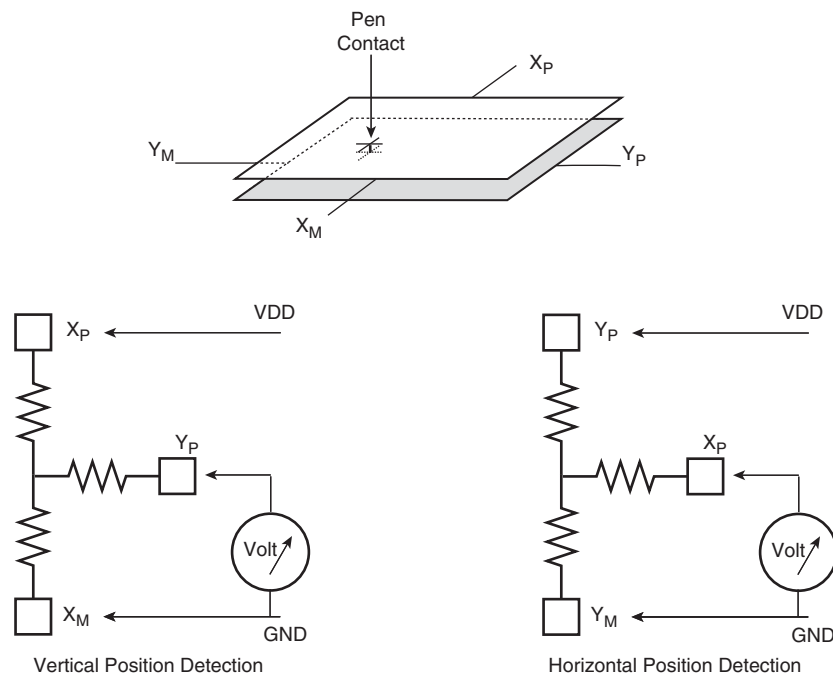 Pen
Contact
X_P
Y_M
Y_P
X_M
VDD
X_P
Y_P
Volt
X_M
GND
Vertical Position Detection
VDD
Y_P
X_P
Volt
Y_M
GND
Horizontal Position Detection